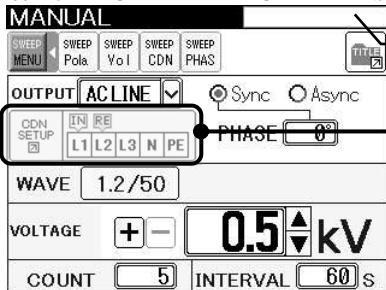 MANUAL
SWEEP MENU SWEEP Pola SWEEP Vol SWEEP CDN SWEEP PHAS TITLE
OUTPUT AC LINE Sync Async
CDN SETUP IN RE L1 L2 L3 N PE PHASE 0°
WAVE 1.2/50
VOLTAGE + − 0.5 kV
COUNT 5 INTERVAL 60 s